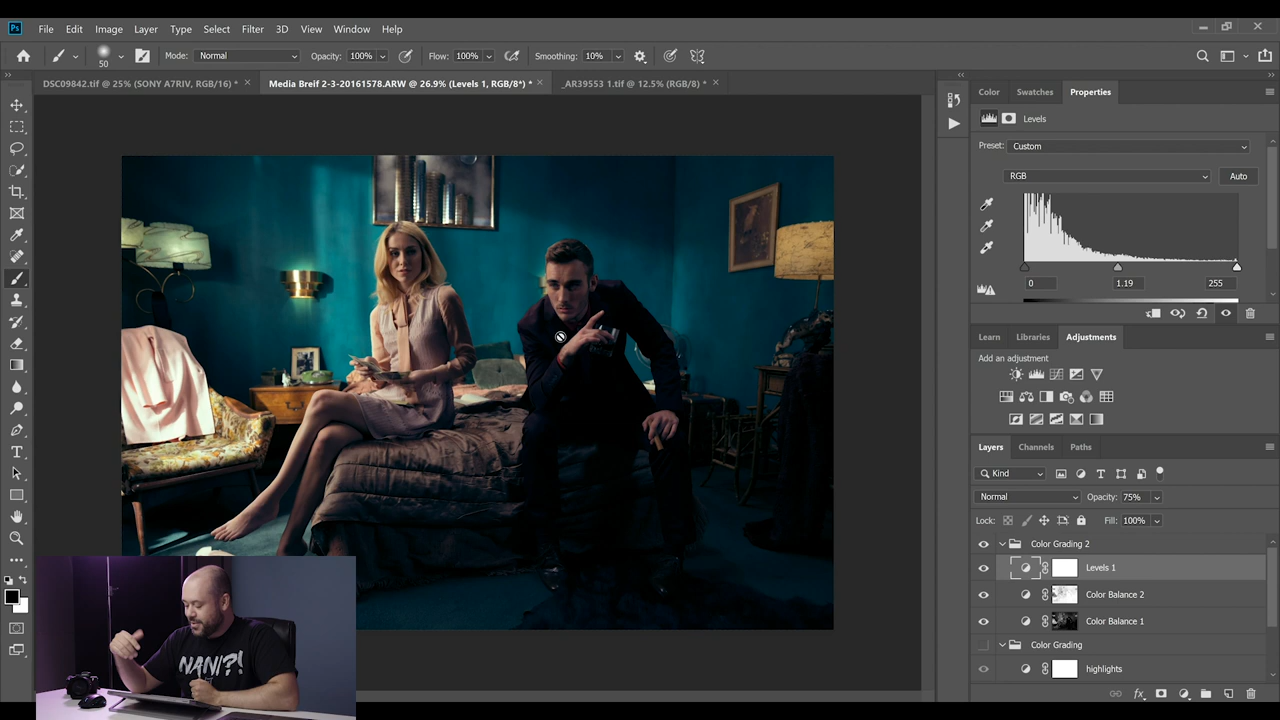 Ps File Edit Image Layer Type Select Filter 3D View Window Help
50 Mode: Normal Opacity: 100% Flow: 100% Smoothing: 10%
DSC09842.tif @ 25% (SONY A7RIV, RGB/16) * × Media Breif 2-3-20161578.ARW @ 26.9% (Levels 1, RGB/8*) * × _AR39553 1.tif @ 12.5% (RGB/8) * ×
Color Swatches Properties
Levels
Preset: Custom
RGB Auto
0 1.19 255
Learn Libraries Adjustments
Add an adjustment
Layers Channels Paths
Kind
Normal Opacity: 75%
Lock: Fill: 100%
Color Grading 2
Levels 1
Color Balance 2
Color Balance 1
Color Grading
highlights
fx
NANI?!